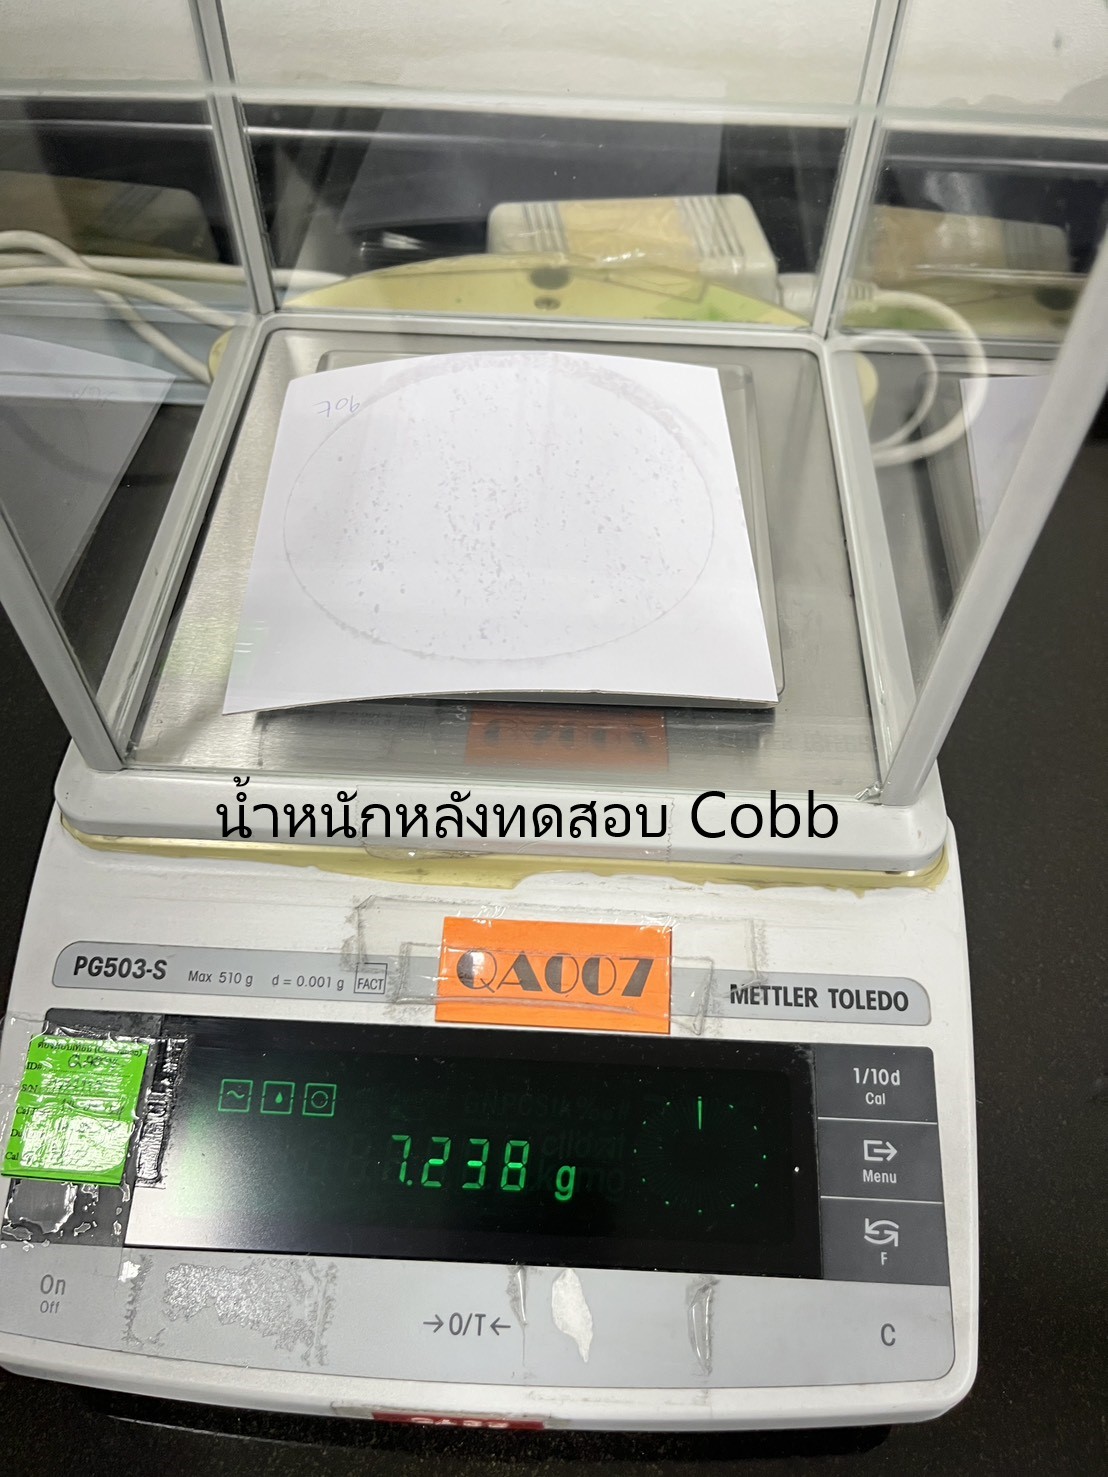 น้ำหนักหลังทดสอบ Cobb
PG503-S Max 510 g d = 0.001 g FACT
QA007
METTLER TOLEDO
1/10d
Cal
7.238 g
Menu
F
On
Off
→0/T←
C